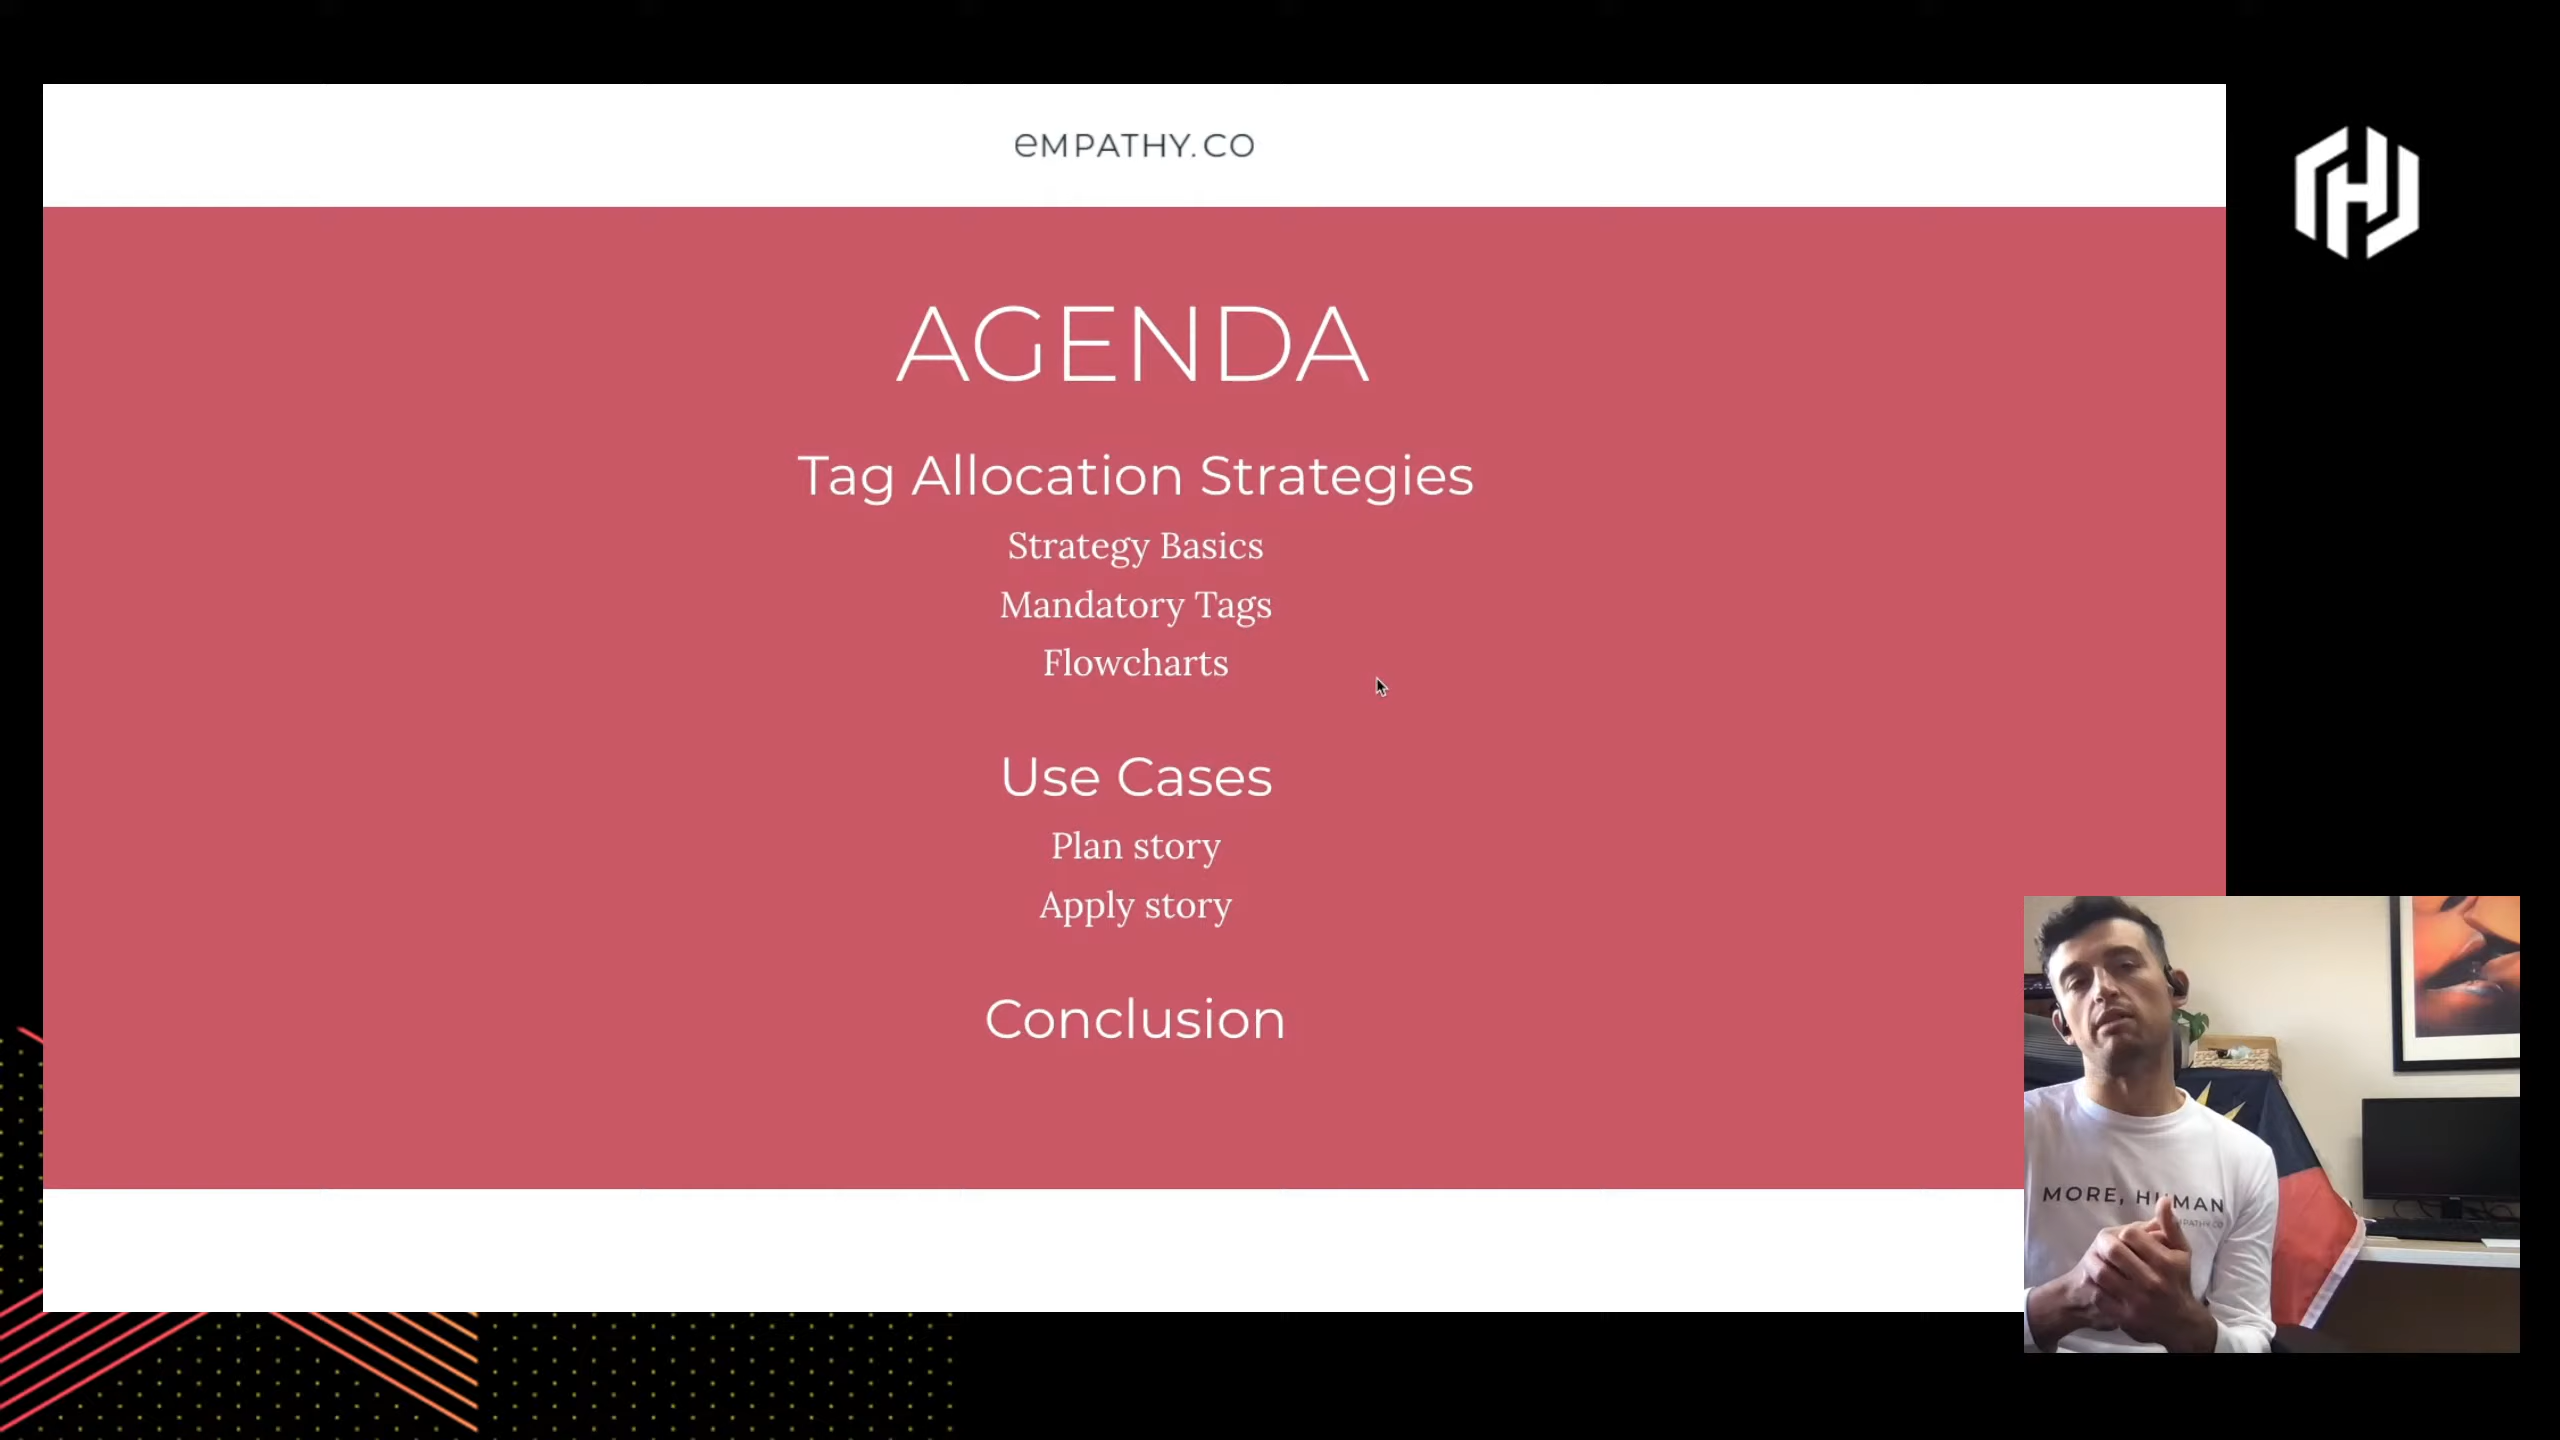 eMPATHY.CO
AGENDA
Tag Allocation Strategies
Strategy Basics
Mandatory Tags
Flowcharts
Use Cases
Plan story
Apply story
Conclusion
MORE, HUMAN